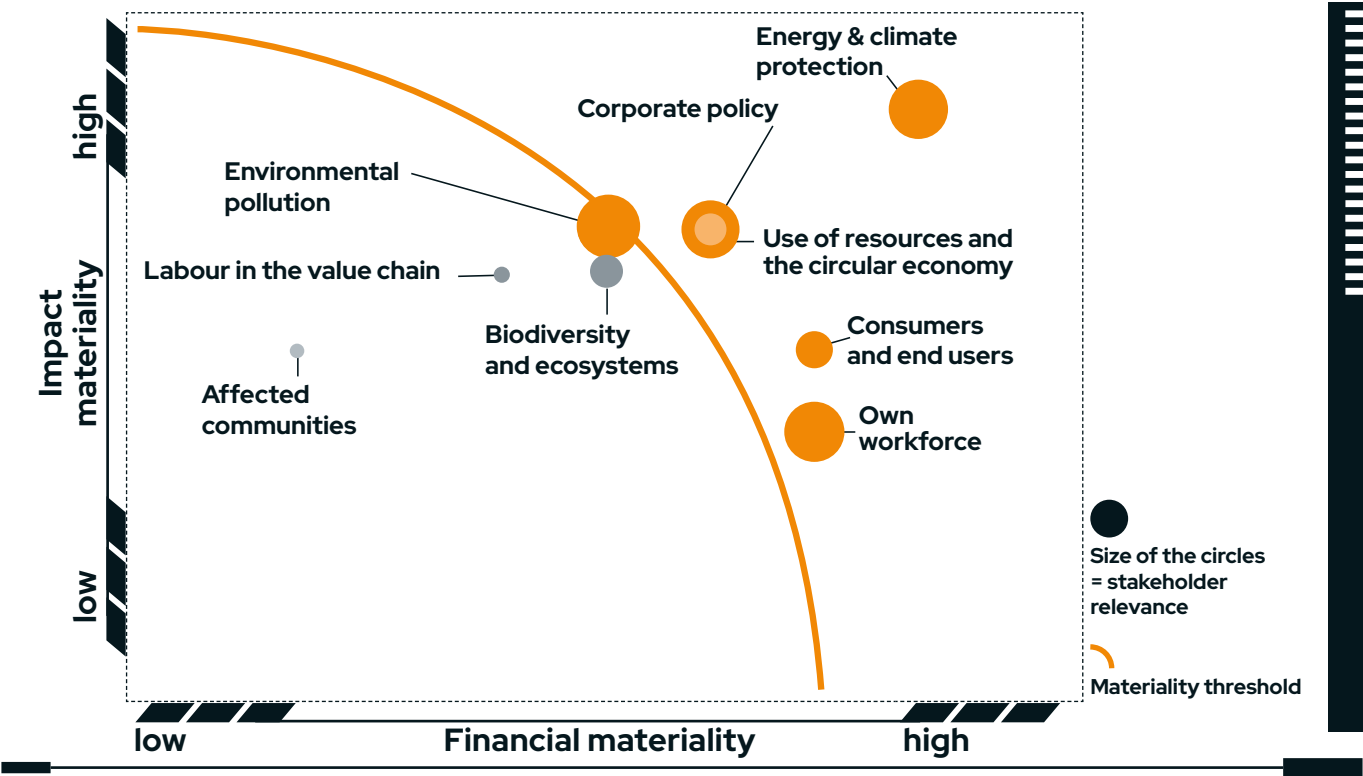 Energy & climate
protection
Corporate policy
Environmental
pollution
Use of resources and
the circular economy
Labour in the value chain
Biodiversity
and ecosystems
Consumers
and end users
Affected
communities
Own
workforce
high
Impact
materiality
low
low
Financial materiality
high
Size of the circles
= stakeholder
relevance
Materiality threshold